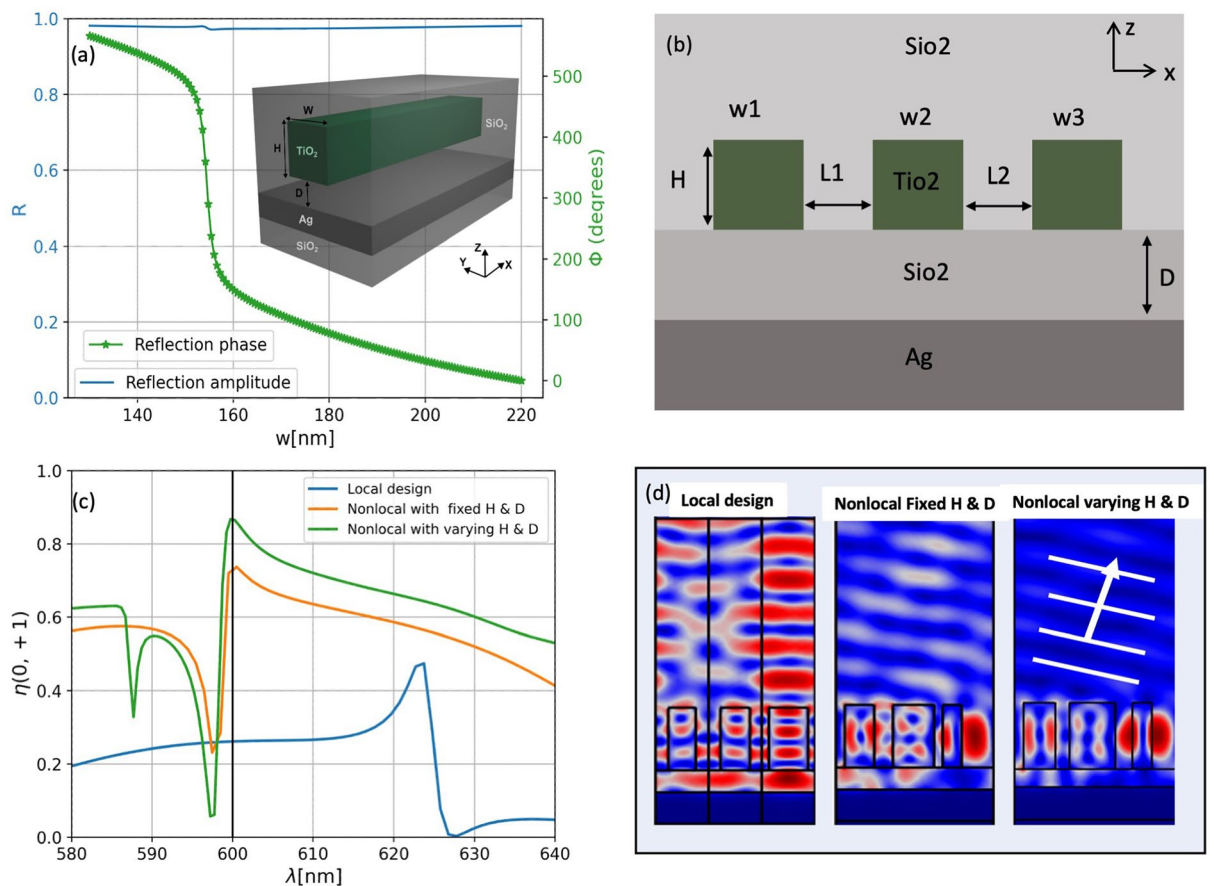 1.0
0.8
0.6
0.4
0.2
0.0
R
(a)
W
H
TiO₂
SiO₂
D
Ag
SiO₂
Z
Y
X
Reflection phase
Reflection amplitude
500
400
300
200
100
0
Φ (degrees)
140 160 180 200 220
w[nm]
(b)
Sio2
z
x
w1 w2 w3
H
L1
Tio2
L2
Sio2
D
Ag
1.0
0.8
0.6
0.4
0.2
0.0
η(0, + 1)
(c)
Local design
Nonlocal with fixed H & D
Nonlocal with varying H & D
580 590 600 610 620 630 640
λ[nm]
(d)
Local design
Nonlocal Fixed H & D
Nonlocal varying H & D